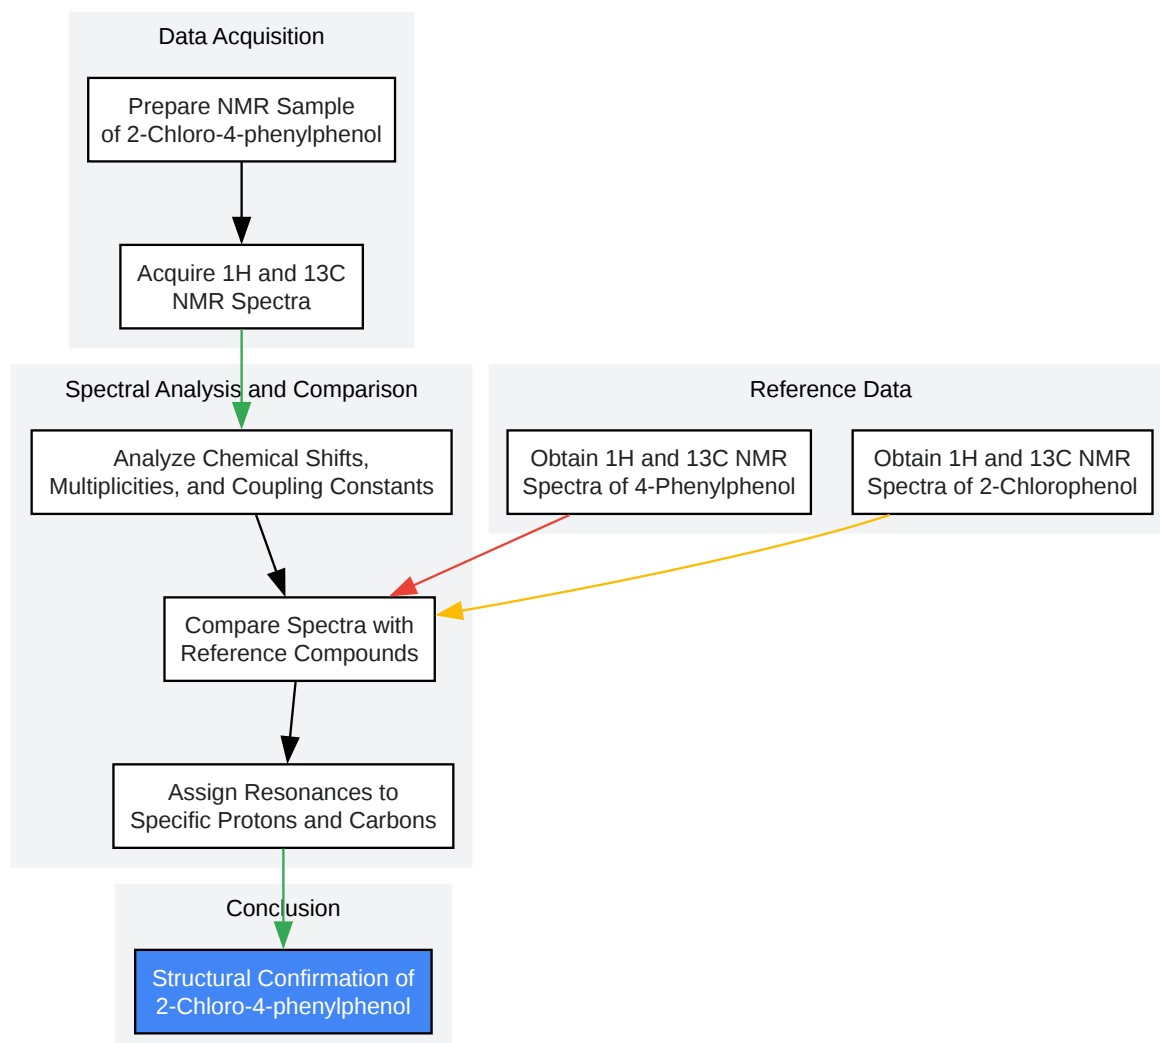 Data Acquisition
Prepare NMR Sample
of 2-Chloro-4-phenylphenol
Acquire 1H and 13C
NMR Spectra
Spectral Analysis and Comparison
Analyze Chemical Shifts,
Multiplicities, and Coupling Constants
Reference Data
Obtain 1H and 13C NMR
Spectra of 4-Phenylphenol
Obtain 1H and 13C NMR
Spectra of 2-Chlorophenol
Compare Spectra with
Reference Compounds
Assign Resonances to
Specific Protons and Carbons
Conclusion
Structural Confirmation of
2-Chloro-4-phenylphenol